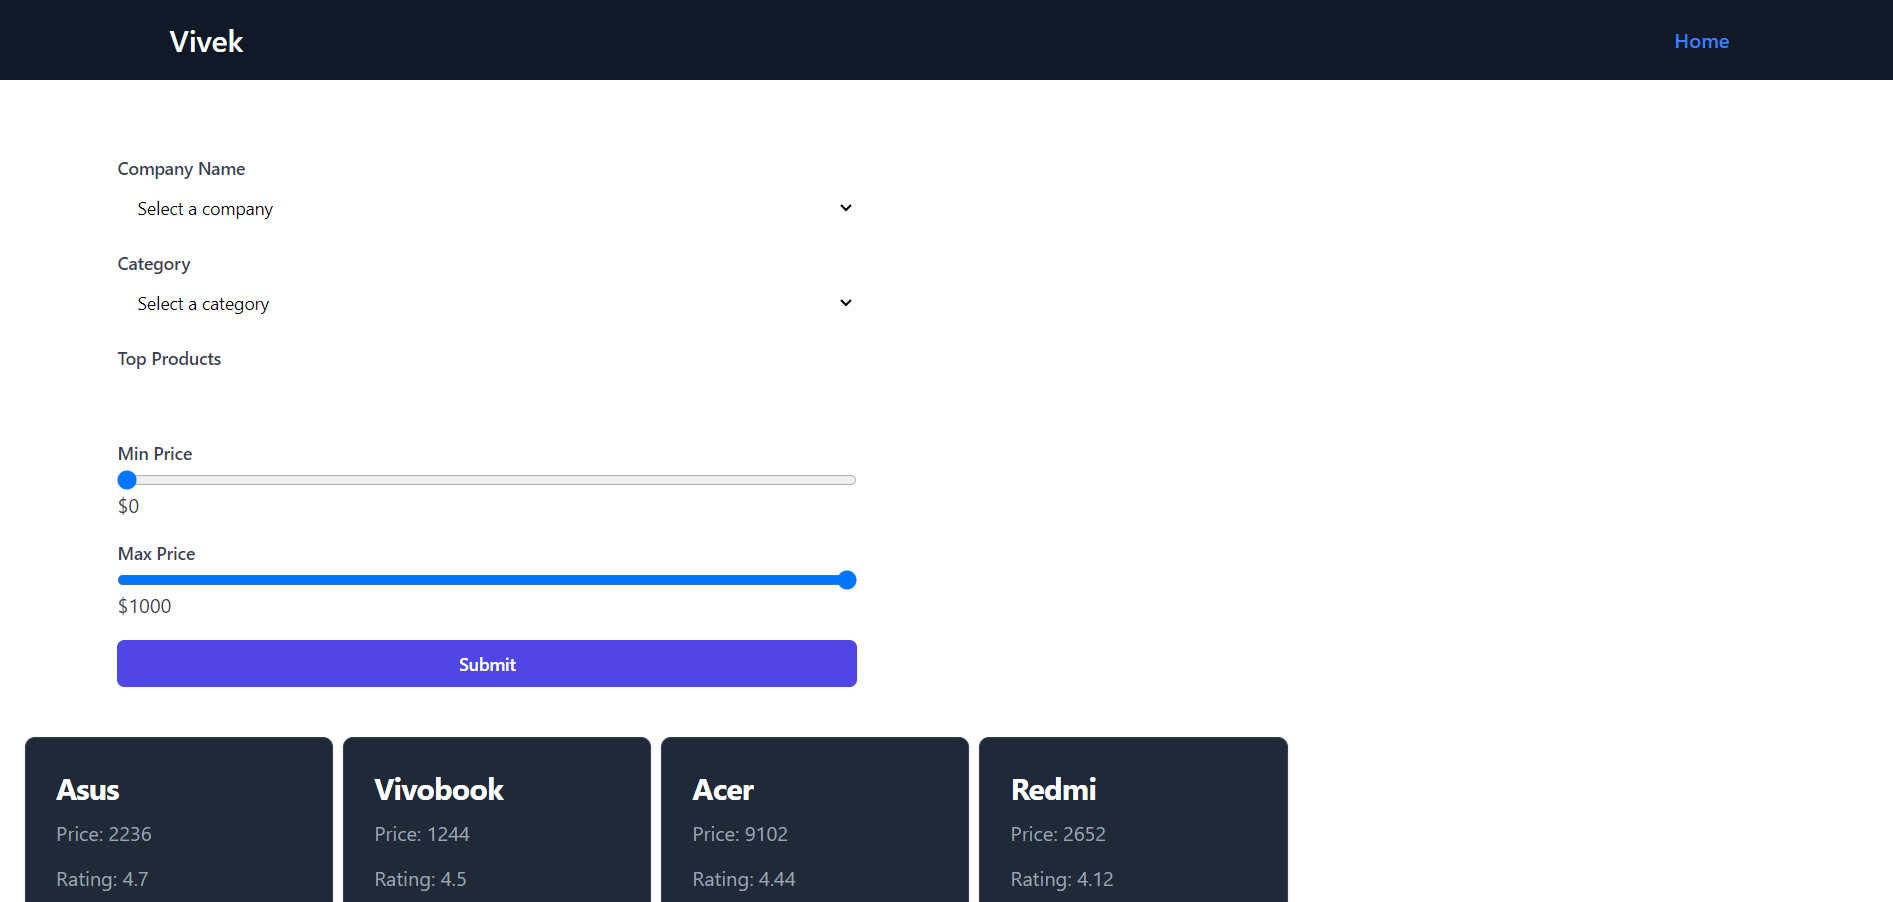 Vivek
Home
Company Name
Select a company
Category
Select a category
Top Products
Min Price
$0
Max Price
$1000
Submit
Asus
Price: 2236
Rating: 4.7
Vivobook
Price: 1244
Rating: 4.5
Acer
Price: 9102
Rating: 4.44
Redmi
Price: 2652
Rating: 4.12